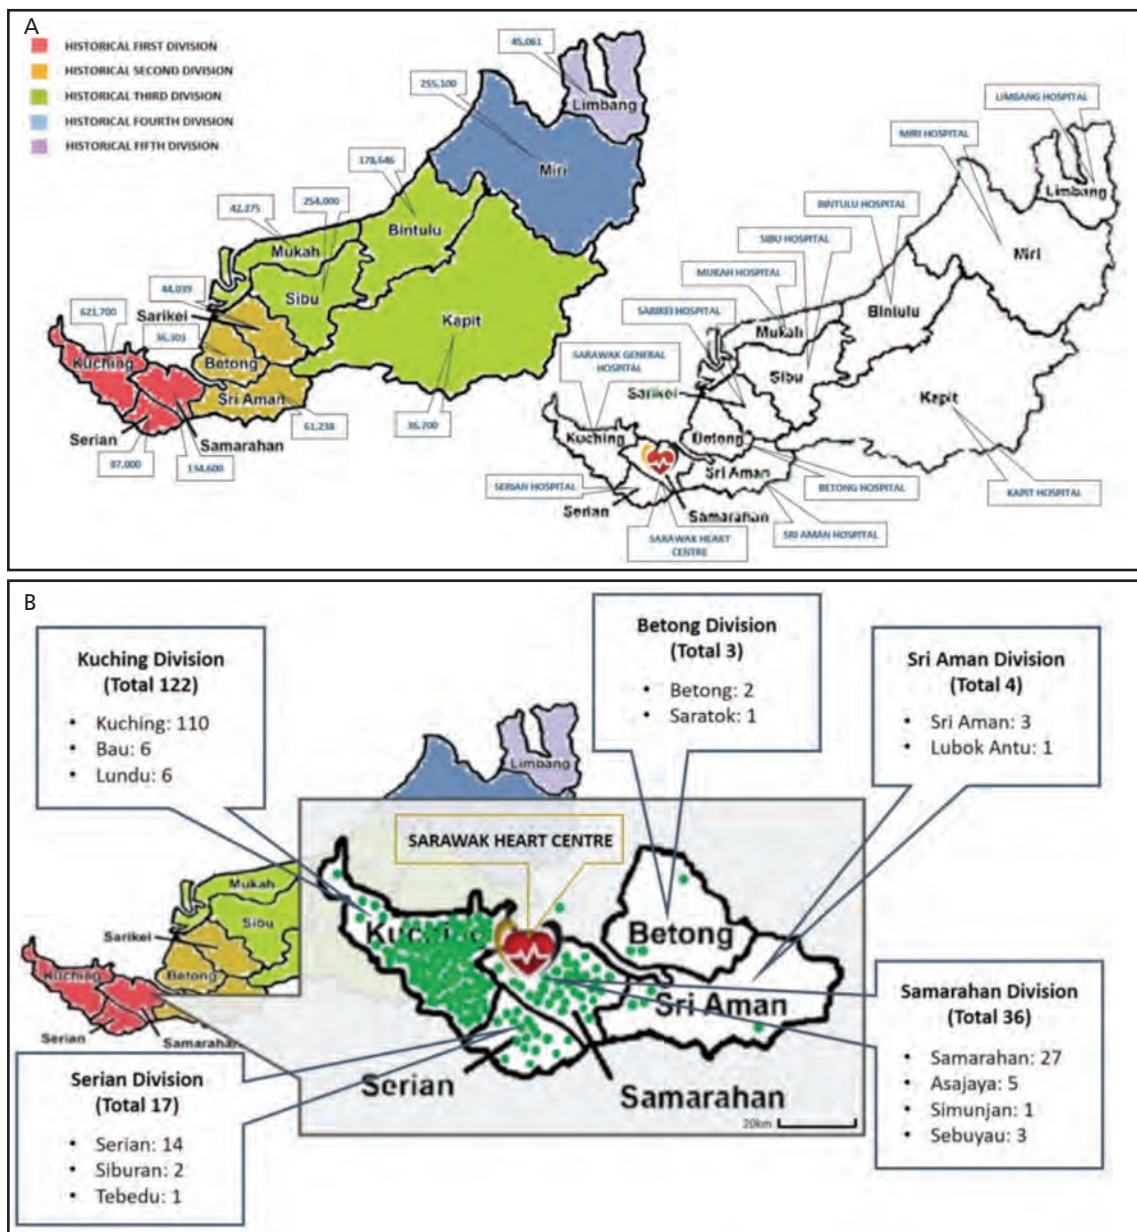 A
HISTORICAL FIRST DIVISION
HISTORICAL SECOND DIVISION
HISTORICAL THIRD DIVISION
HISTORICAL FOURTH DIVISION
HISTORICAL FIFTH DIVISION
45,061
255,100
Limbang
178,646
Miri
254,000
42,275
Bintulu
Mukah
44,039
Sibu
621,700
Sarikei
Kapit
36,303
Kuching
Betong
Sri Aman
Serian
Samarahan
61,238
36,700
87,000
134,600
LIMBANG HOSPITAL
MIRI HOSPITAL
Limbang
BINTULU HOSPITAL
SIBU HOSPITAL
Miri
MUKAH HOSPITAL
SARIKEI HOSPITAL
Bintulu
Mukah
SARAWAK GENERAL
HOSPITAL
Sibu
Sarikei
Kapit
Kuching
Betong
Sri Aman
SERIAN HOSPITAL
BETONG HOSPITAL
KAPIT HOSPITAL
Serian
Samarahan
SARAWAK HEART
CENTRE
SRI AMAN HOSPITAL
B
Kuching Division
(Total 122)
• Kuching: 110
• Bau: 6
• Lundu: 6
Betong Division
(Total 3)
• Betong: 2
• Saratok: 1
Sri Aman Division
(Total 4)
• Sri Aman: 3
• Lubok Antu: 1
Limbang
SARAWAK HEART CENTRE
Mukah
Sibu
Sarikei
Betong
Kuching
Serian
Samarahan
Kuching
Betong
Sri Aman
Serian
Samarahan
20km
Samarahan Division
(Total 36)
• Samarahan: 27
• Asajaya: 5
• Simunjan: 1
• Sebuyau: 3
Serian Division
(Total 17)
• Serian: 14
• Siburan: 2
• Tebedu: 1